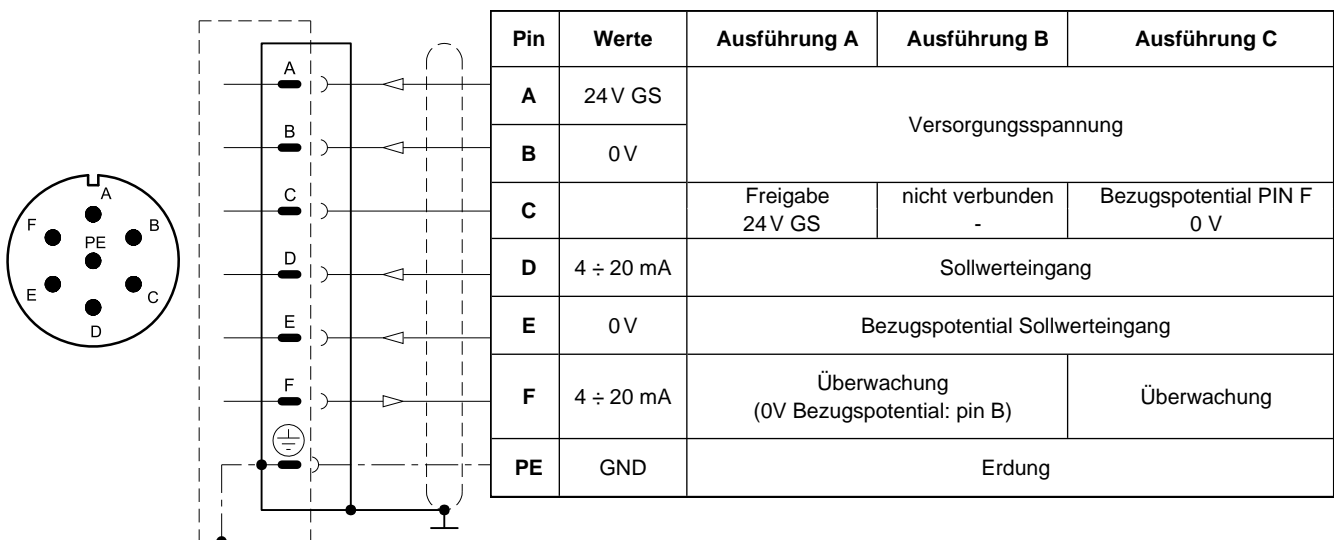 A
B
C
D
E
F
PE
A
B
C
D
E
F
Pin Werte Ausführung A Ausführung B Ausführung C
A 24 V GS Versorgungsspannung
B 0 V
C Freigabe 24 V GS nicht verbunden - Bezugspotential PIN F 0 V
D 4 ÷ 20 mA Sollwerteingang
E 0 V Bezugspotential Sollwerteingang
F 4 ÷ 20 mA Überwachung (0V Bezugspotential: pin B) Überwachung
PE GND Erdung